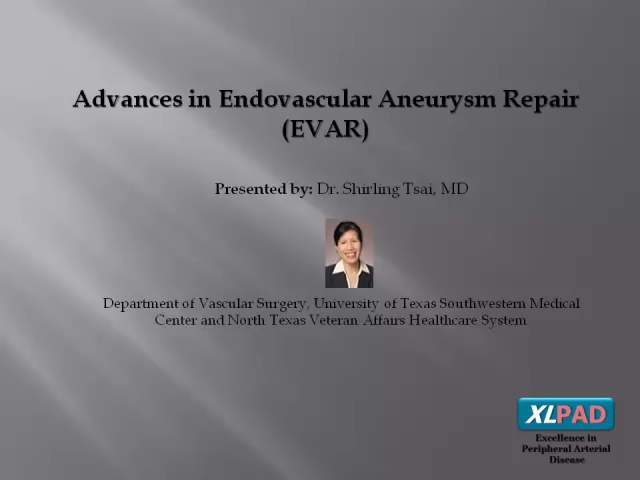 Advances in Endovascular Aneurysm Repair
(EVAR)
Presented by: Dr. Shirling Tsai, MD
Department of Vascular Surgery, University of Texas Southwestern Medical
Center and North Texas Veteran Affairs Healthcare System
XLPAD
Excellence in
Peripheral Arterial
Disease